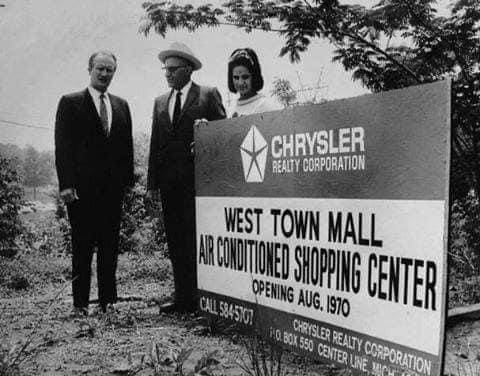 CHRYSLER
REALTY CORPORATION
WEST TOWN MALL
AIR CONDITIONED SHOPPING CENTER
OPENING AUG. 1970
CALL 584-5707
CHRYSLER REALTY CORPORATION
P.O. BOX 550 CENTER LINE, MICH